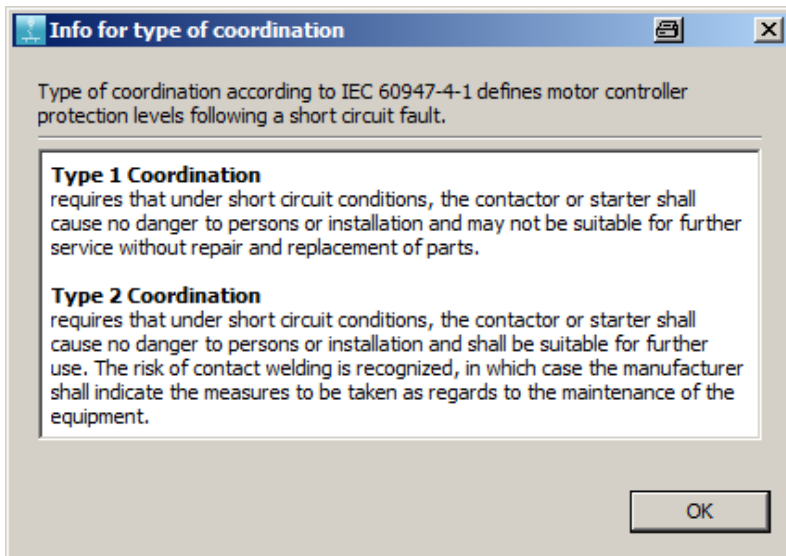 Info for type of coordination
Type of coordination according to IEC 60947-4-1 defines motor controller
protection levels following a short circuit fault.
Type 1 Coordination
requires that under short circuit conditions, the contactor or starter shall
cause no danger to persons or installation and may not be suitable for further
service without repair and replacement of parts.
Type 2 Coordination
requires that under short circuit conditions, the contactor or starter shall
cause no danger to persons or installation and shall be suitable for further
use. The risk of contact welding is recognized, in which case the manufacturer
shall indicate the measures to be taken as regards to the maintenance of the
equipment.
OK